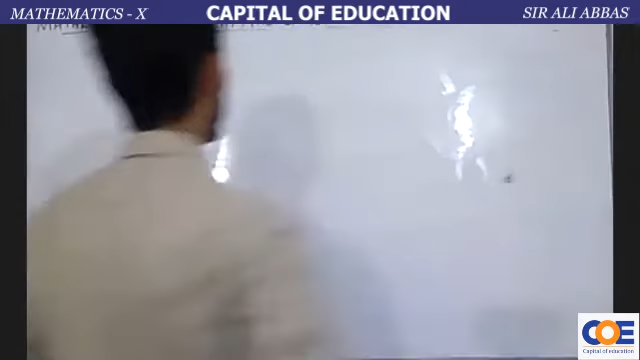 MATHEMATICS - X
CAPITAL OF EDUCATION
SIR ALI ABBAS
COE
Capital of education